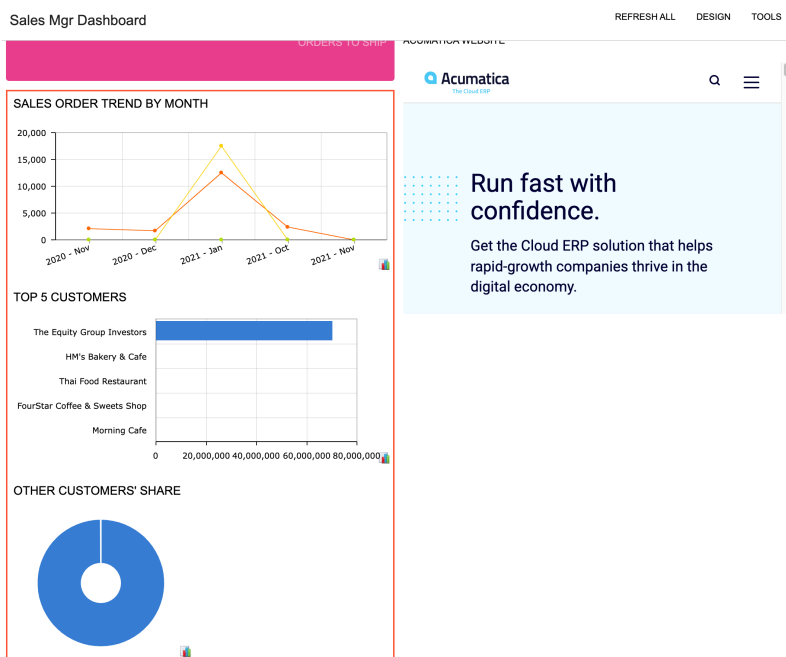 Sales Mgr Dashboard
REFRESH ALL
DESIGN
TOOLS
ORDERS TO SHIP
ACUMATICA WEBSITE
SALES ORDER TREND BY MONTH
20,000
15,000
10,000
5,000
0
2020 - Nov
2020 - Dec
2021 - Jan
2021 - Oct
2021 - Nov
TOP 5 CUSTOMERS
The Equity Group Investors
HM's Bakery & Cafe
Thai Food Restaurant
FourStar Coffee & Sweets Shop
Morning Cafe
0 20,000,000 40,000,000 60,000,000 80,000,000
OTHER CUSTOMERS' SHARE
Acumatica
The Cloud ERP
Run fast with
confidence.
Get the Cloud ERP solution that helps
rapid-growth companies thrive in the
digital economy.